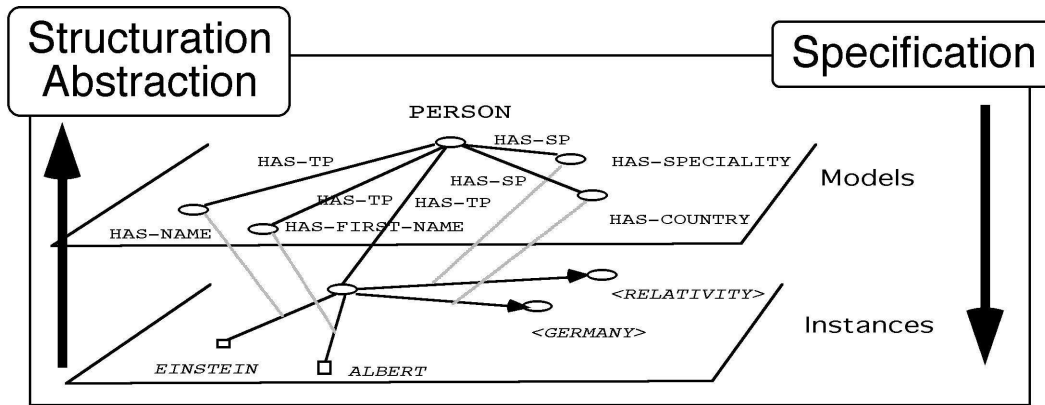 Structuration
Abstraction
Specification
PERSON
HAS-SP
HAS-TP
HAS-SPECIALITY
HAS-SP
Models
HAS-TP
HAS-TP
HAS-COUNTRY
HAS-FIRST-NAME
HAS-NAME
<RELATIVITY>
Instances
<GERMANY>
EINSTEIN
ALBERT